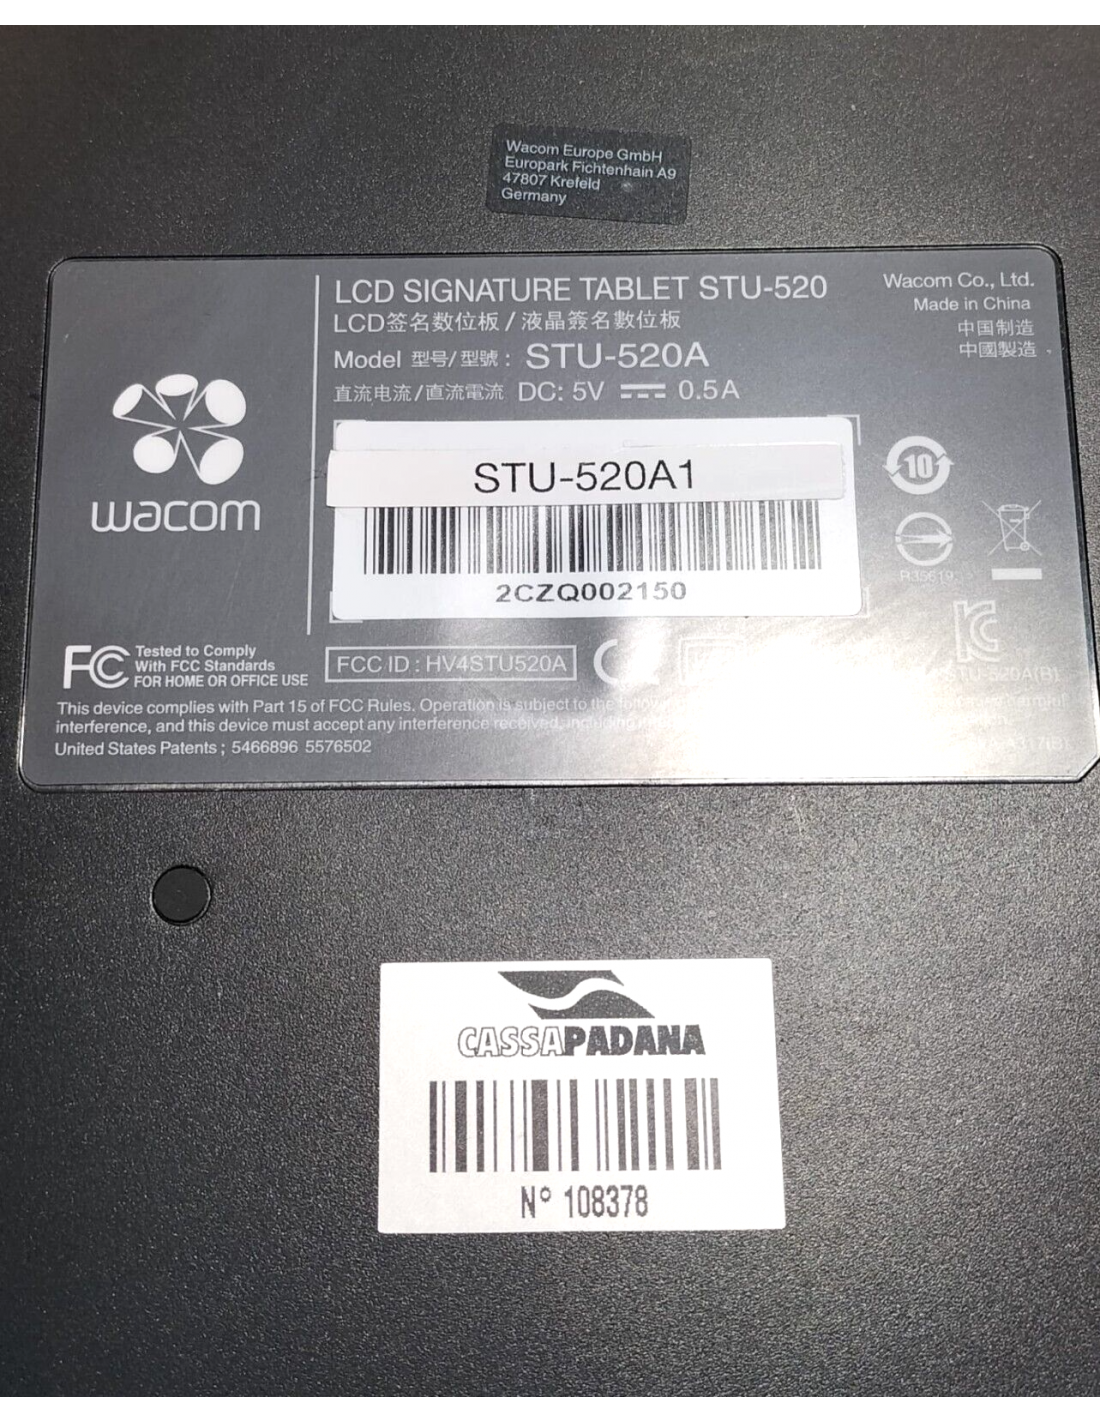 Wacom Europe GmbH
Europark Fichtenhain A9
47807 Krefeld
Germany
LCD SIGNATURE TABLET STU-520
LCD签名数位板 / 液晶簽名數位板
Model 型号/型號 : STU-520A
直流电流/直流電流 DC: 5V 0.5A
Wacom Co., Ltd.
Made in China
中国制造
中國製造
wacom
STU-520A1
2CZQ002150
10
R35619
FC Tested to Comply
With FCC Standards
FOR HOME OR OFFICE USE
FCC ID : HV4STU520A
STU-520A(B)
This device complies with Part 15 of FCC Rules. Operation is subject to the following
interference, and this device must accept any interference received, including
United States Patents ; 5466896 5576502
CASSAPADANA
N° 108378